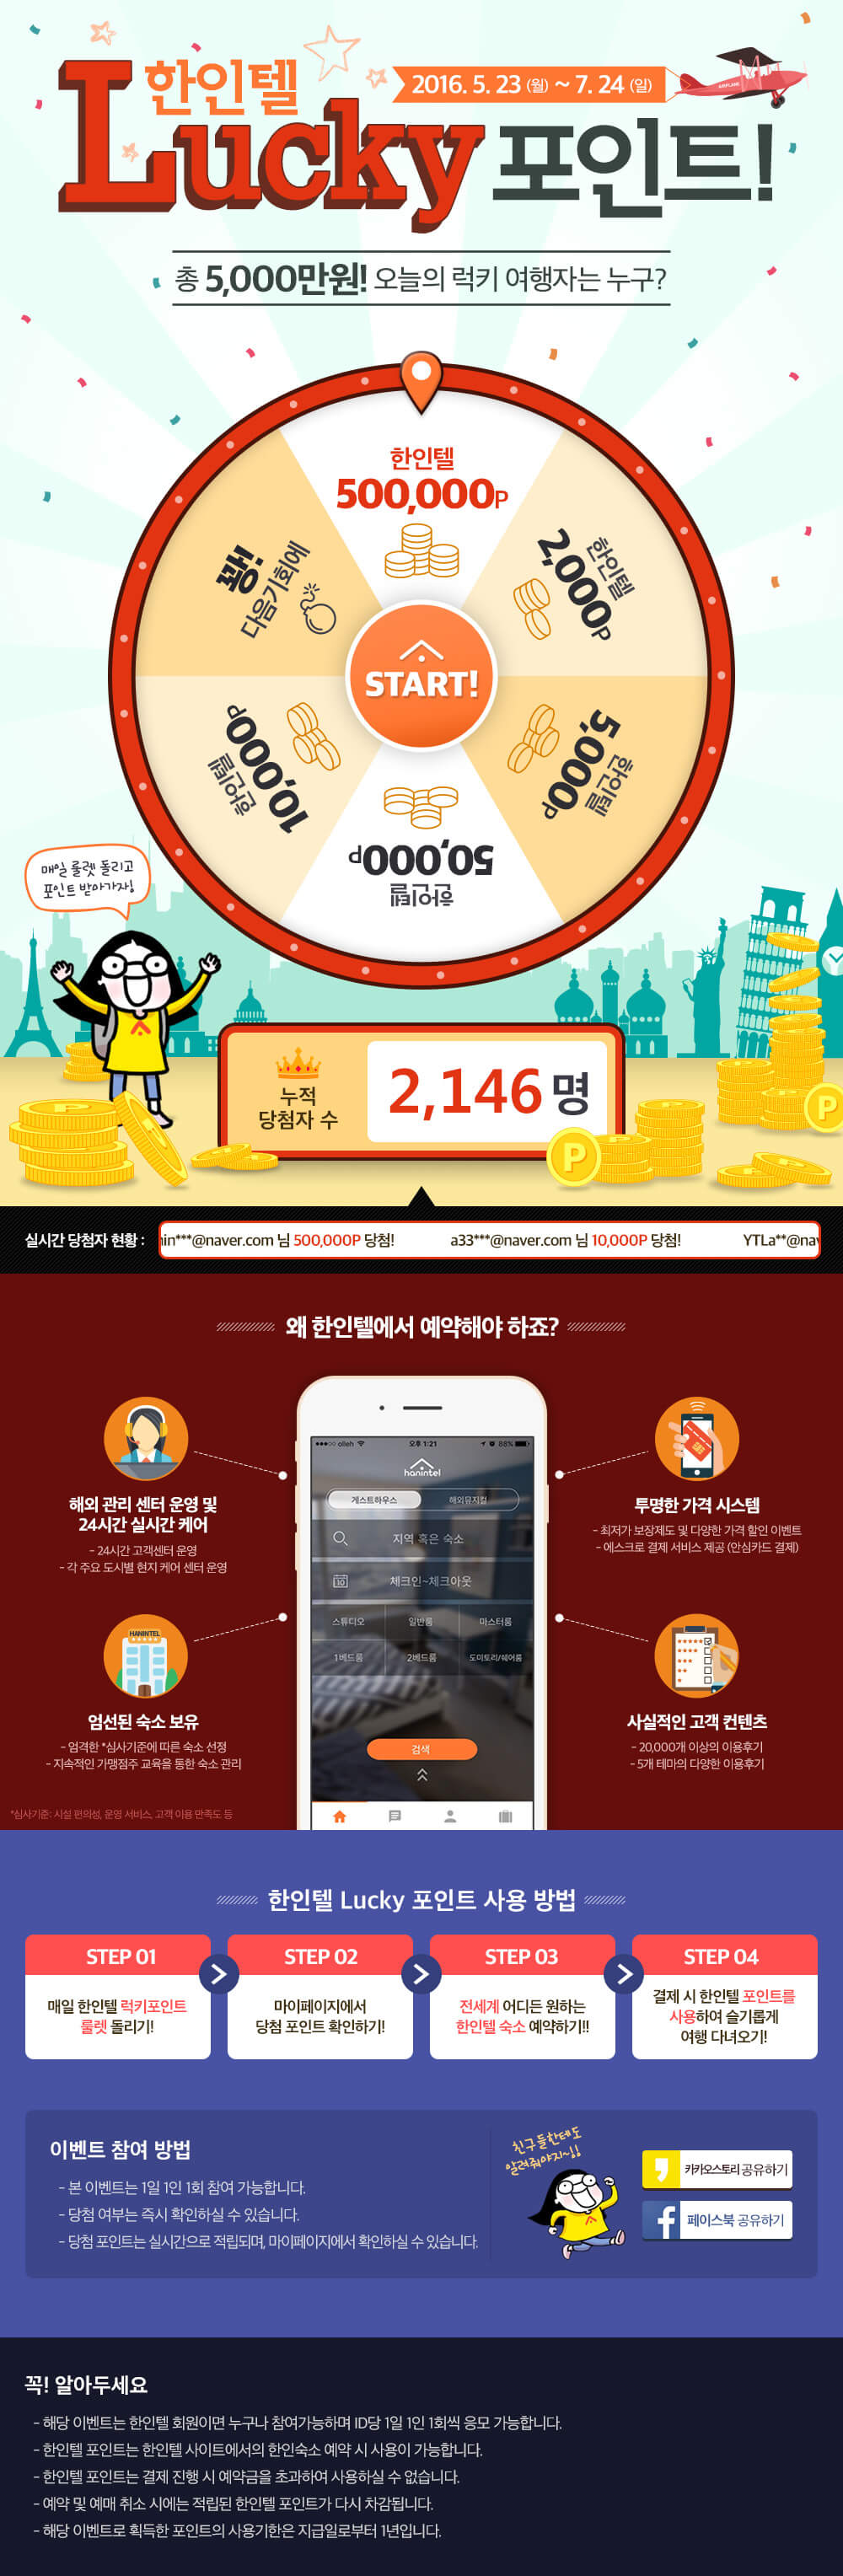 한인텔
2016. 5. 23 (월) ~ 7. 24 (일)
AIRPLANE
Lucky 포인트!
총 5,000만원! 오늘의 럭키 여행자는 누구?
한인텔
500,000P
한인텔
2,000P
한인텔
5,000P
한인텔
50,000P
한인텔
10,000P
꽝!
다음기회에
START!
매일 룰렛 돌리고
포인트 받아가자!
누적
당첨자 수
2,146 명
P
P
실시간 당첨자 현황 :
in***@naver.com 님 500,000P 당첨!
a33***@naver.com 님 10,000P 당첨!
YTLa**@na
왜 한인텔에서 예약해야 하죠?
해외 관리 센터 운영 및
24시간 실시간 케어
- 24시간 고객센터 운영
- 각 주요 도시별 현지 케어 센터 운영
HANINTEL
엄선된 숙소 보유
- 엄격한 *심사기준에 따른 숙소 선정
- 지속적인 가맹점주 교육을 통한 숙소 관리
*심사기준: 시설 편의성, 운영 서비스, 고객 이용 만족도 등
olleh
오후 1:21
88%
hanintel
게스트하우스
해외뮤지컬
지역 혹은 숙소
10
체크인~체크아웃
스튜디오
일반룸
마스터룸
1베드룸
2베드룸
도미토리/쉐어룸
검색
투명한 가격 시스템
- 최저가 보장제도 및 다양한 가격 할인 이벤트
- 에스크로 결제 서비스 제공 (안심카드 결제)
사실적인 고객 컨텐츠
- 20,000개 이상의 이용후기
- 5개 테마의 다양한 이용후기
한인텔 Lucky 포인트 사용 방법
STEP 01
매일 한인텔 럭키포인트
룰렛 돌리기!
STEP 02
마이페이지에서
당첨 포인트 확인하기!
STEP 03
전세계 어디든 원하는
한인텔 숙소 예약하기!!
STEP 04
결제 시 한인텔 포인트를
사용하여 슬기롭게
여행 다녀오기!
이벤트 참여 방법
- 본 이벤트는 1일 1인 1회 참여 가능합니다.
- 당첨 여부는 즉시 확인하실 수 있습니다.
- 당첨 포인트는 실시간으로 적립되며, 마이페이지에서 확인하실 수 있습니다.
친구들한테도
알려줘야지~!!
카카오스토리 공유하기
페이스북 공유하기
꼭! 알아두세요
- 해당 이벤트는 한인텔 회원이면 누구나 참여가능하며 ID당 1일 1인 1회씩 응모 가능합니다.
- 한인텔 포인트는 한인텔 사이트에서의 한인숙소 예약 시 사용이 가능합니다.
- 한인텔 포인트는 결제 진행 시 예약금을 초과하여 사용하실 수 없습니다.
- 예약 및 예매 취소 시에는 적립된 한인텔 포인트가 다시 차감됩니다.
- 해당 이벤트로 획득한 포인트의 사용기한은 지급일로부터 1년입니다.